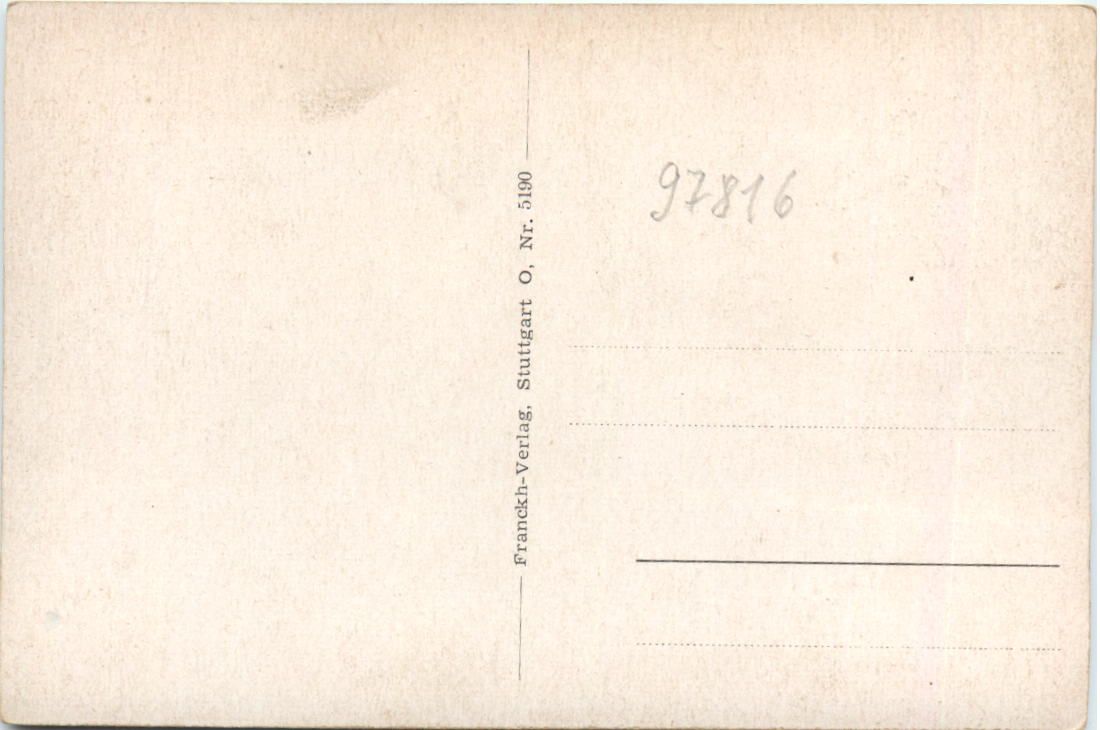 Franckh-Verlag, Stuttgart O, Nr. 5190
97816